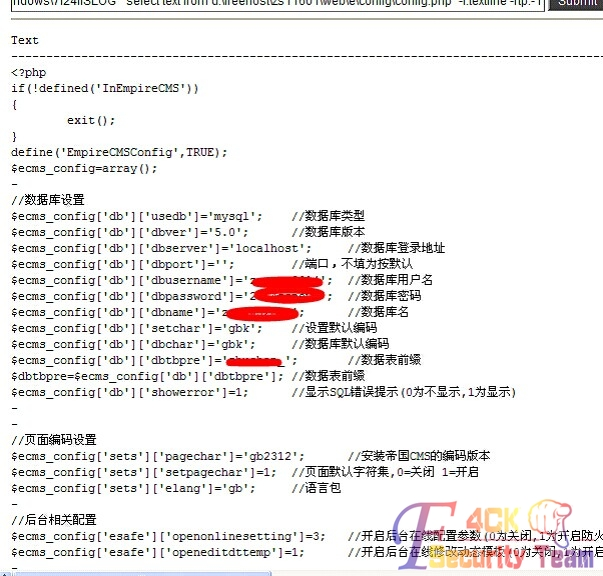 select text from d:\freehost\zs11601\web\e\config\config.php" -i:textline -rtp:-1 Submit
Text
<?php
if(!defined('InEmpireCMS'))
{
exit();
}
define('EmpireCMSConfig',TRUE);
$ecms_config=array();
-
//数据库设置
$ecms_config['db']['usedb']='mysql'; //数据库类型
$ecms_config['db']['dbver']='5.0'; //数据库版本
$ecms_config['db']['dbserver']='localhost'; //数据库登录地址
$ecms_config['db']['dbport']=''; //端口，不填为按默认
$ecms_config['db']['dbusername']='z //数据库用户名
$ecms_config['db']['dbpassword']='2 ; //数据库密码
$ecms_config['db']['dbname']='z ; //数据库名
$ecms_config['db']['setchar']='gbk'; //设置默认编码
$ecms_config['db']['dbchar']='gbk'; //数据库默认编码
$ecms_config['db']['dbtbpre']=' _'; //数据表前缀
$dbtbpre=$ecms_config['db']['dbtbpre']; //数据表前缀
$ecms_config['db']['showerror']=1; //显示SQL错误提示(0为不显示,1为显示)
-
-
//页面编码设置
$ecms_config['sets']['pagechar']='gb2312'; //安装帝国CMS的编码版本
$ecms_config['sets']['setpagechar']=1; //页面默认字符集,0=关闭 1=开启
$ecms_config['sets']['elang']='gb'; //语言包
-
//后台相关配置
$ecms_config['esafe']['openonlinesetting']=3; //开启后台在线配置参数(0为关闭,1为开启防火
$ecms_config['esafe']['openeditdttemp']=1; //开启后台在线修改动态模板(0为关闭,1为开启
-
F4CK
Security Team